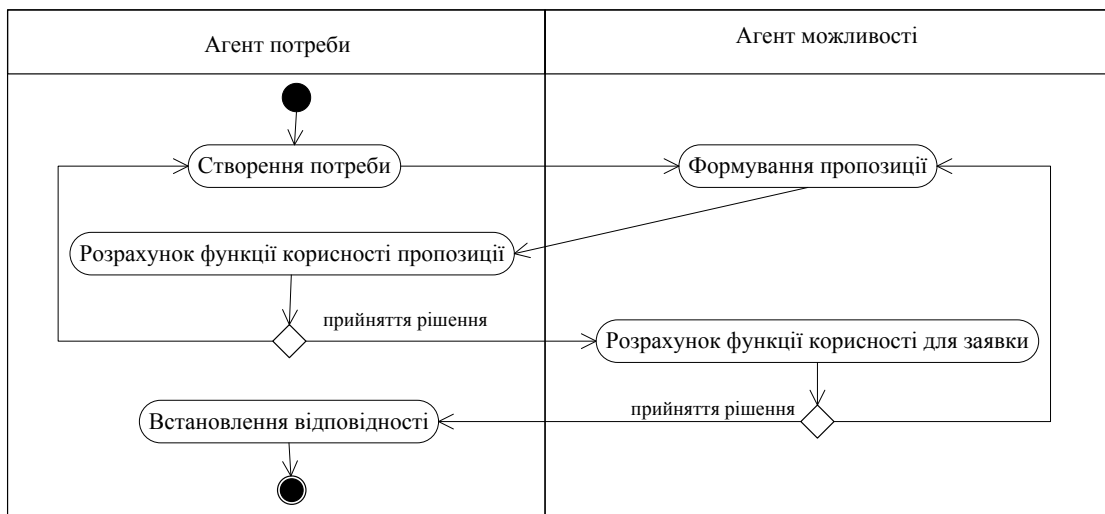 Агент потреби
Агент можливості
Створення потреби
Формування пропозиції
Розрахунок функції корисності пропозиції
прийняття рішення
Розрахунок функції корисності для заявки
прийняття рішення
Встановлення відповідності